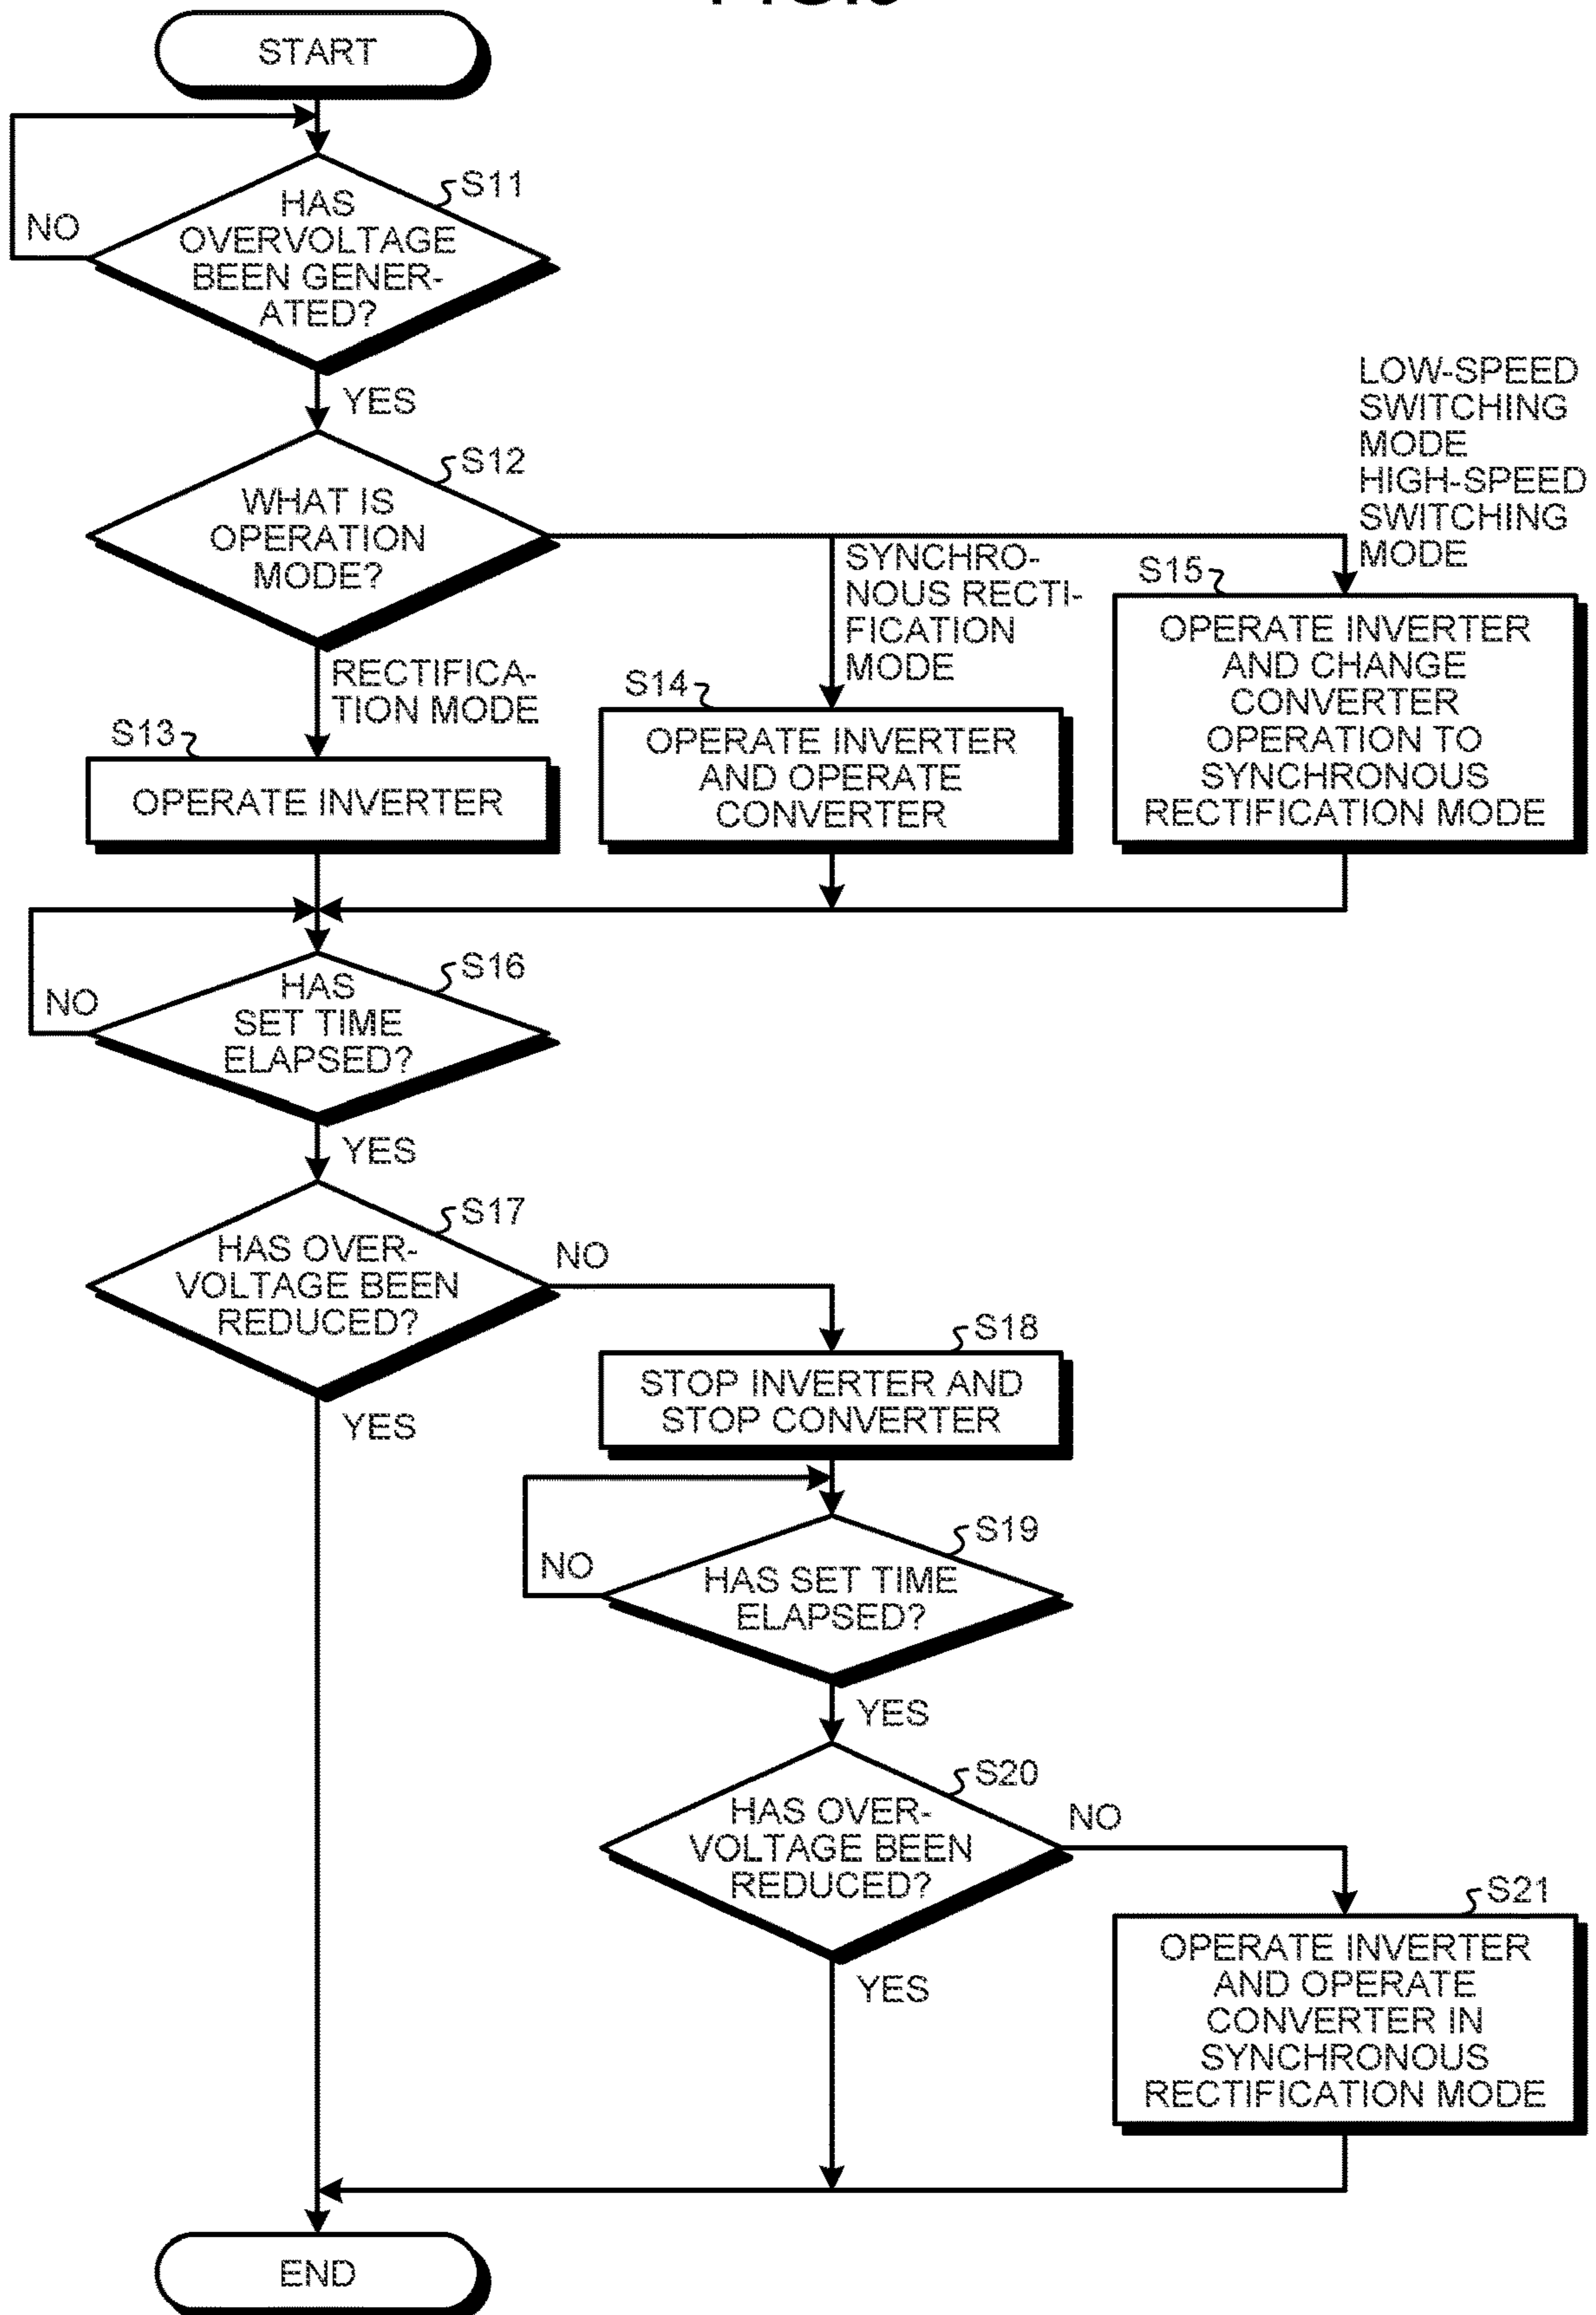 START
S11
HAS
OVERVOLTAGE
BEEN GENER-
ATED?
NO
YES
S12
WHAT IS
OPERATION
MODE?
RECTIFICA-
TION MODE
SYNCHRO-
NOUS RECTI-
FICATION
MODE
LOW-SPEED
SWITCHING
MODE
HIGH-SPEED
SWITCHING
MODE
S13
OPERATE INVERTER
S14
OPERATE INVERTER
AND OPERATE
CONVERTER
S15
OPERATE INVERTER
AND CHANGE
CONVERTER
OPERATION TO
SYNCHRONOUS
RECTIFICATION MODE
S16
HAS
SET TIME
ELAPSED?
NO
YES
S17
HAS OVER-
VOLTAGE BEEN
REDUCED?
NO
YES
S18
STOP INVERTER AND
STOP CONVERTER
S19
HAS SET TIME
ELAPSED?
NO
YES
S20
HAS OVER-
VOLTAGE BEEN
REDUCED?
NO
YES
S21
OPERATE INVERTER
AND OPERATE
CONVERTER IN
SYNCHRONOUS
RECTIFICATION MODE
END